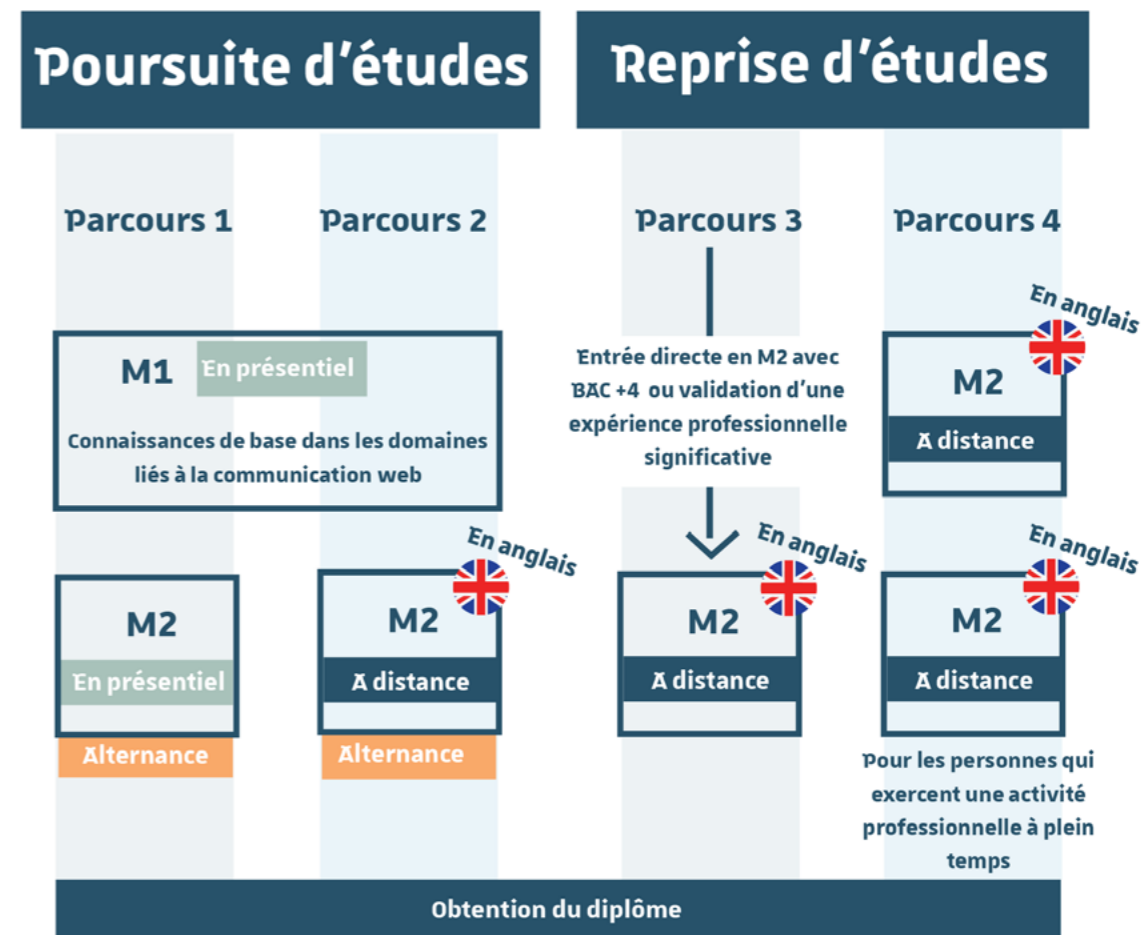 Poursuite d'études
Reprise d'études
Parcours 1
Parcours 2
Parcours 3
Parcours 4
M1
En présentiel
Connaissances de base dans les domaines
liés à la communication web
Entrée directe en M2 avec
BAC +4 ou validation d'une
expérience professionnelle
significative
En anglais
M2
A distance
M2
En présentiel
Alternance
En anglais
M2
A distance
Alternance
En anglais
M2
A distance
En anglais
M2
A distance
Pour les personnes qui
exercent une activité
professionnelle à plein
temps
Obtention du diplôme